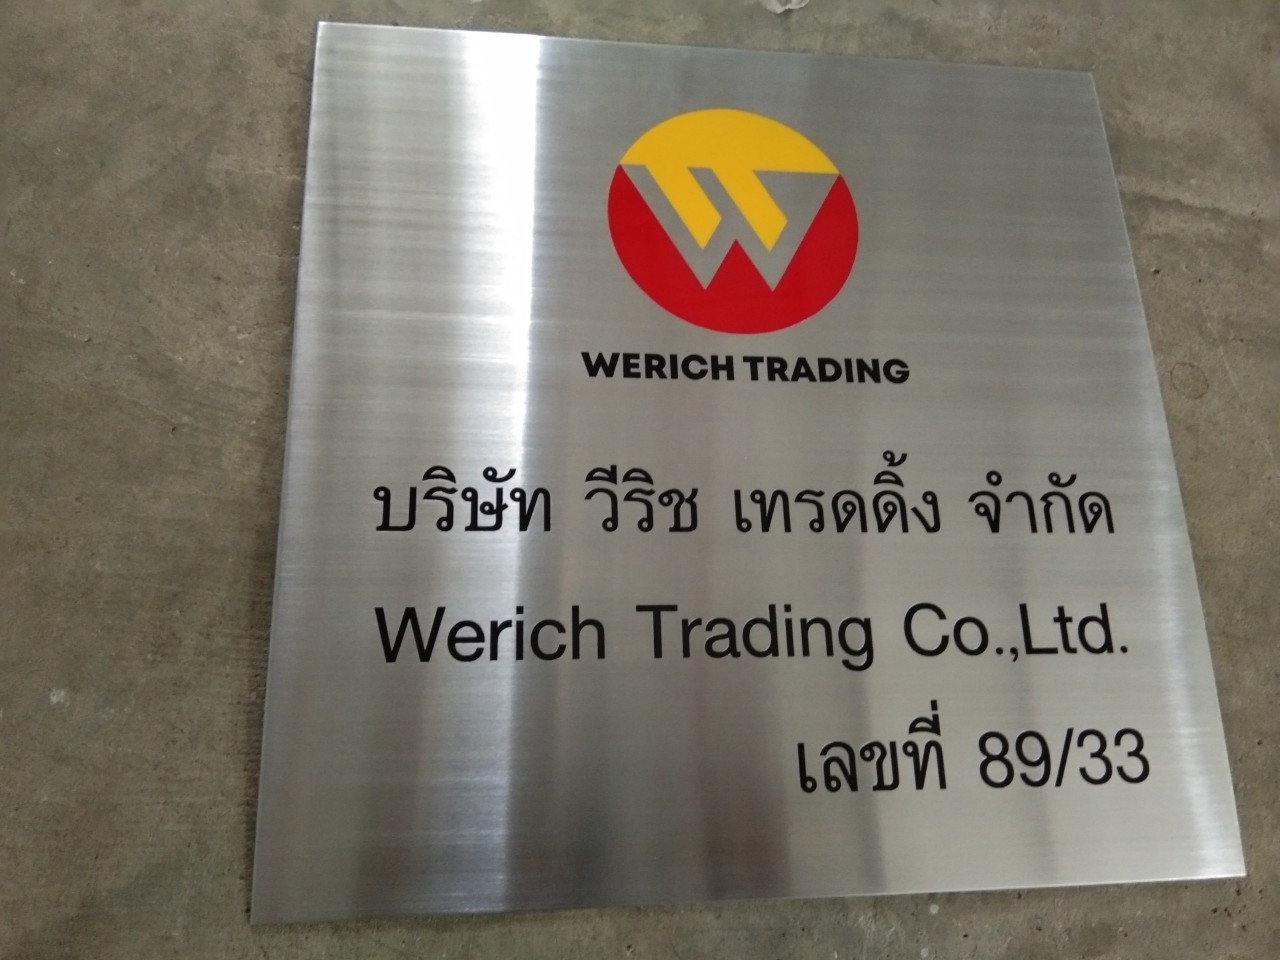 WERICH TRADING
บริษัท วีริช เทรดดิ้ง จำกัด
Werich Trading Co.,Ltd.
เลขที่ 89/33